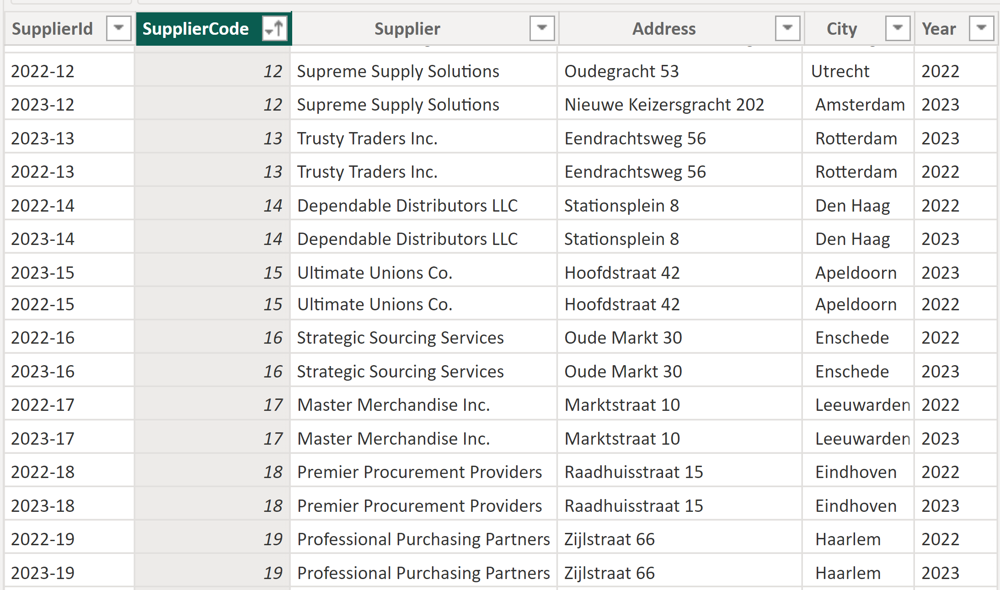 SupplierId SupplierCode Supplier Address City Year
2022-12 12 Supreme Supply Solutions Oudegracht 53 Utrecht 2022
2023-12 12 Supreme Supply Solutions Nieuwe Keizersgracht 202 Amsterdam 2023
2023-13 13 Trusty Traders Inc. Eendrachtsweg 56 Rotterdam 2023
2022-13 13 Trusty Traders Inc. Eendrachtsweg 56 Rotterdam 2022
2022-14 14 Dependable Distributors LLC Stationsplein 8 Den Haag 2022
2023-14 14 Dependable Distributors LLC Stationsplein 8 Den Haag 2023
2023-15 15 Ultimate Unions Co. Hoofdstraat 42 Apeldoorn 2023
2022-15 15 Ultimate Unions Co. Hoofdstraat 42 Apeldoorn 2022
2022-16 16 Strategic Sourcing Services Oude Markt 30 Enschede 2022
2023-16 16 Strategic Sourcing Services Oude Markt 30 Enschede 2023
2022-17 17 Master Merchandise Inc. Marktstraat 10 Leeuwarden 2022
2023-17 17 Master Merchandise Inc. Marktstraat 10 Leeuwarden 2023
2022-18 18 Premier Procurement Providers Raadhuisstraat 15 Eindhoven 2022
2023-18 18 Premier Procurement Providers Raadhuisstraat 15 Eindhoven 2023
2022-19 19 Professional Purchasing Partners Zijlstraat 66 Haarlem 2022
2023-19 19 Professional Purchasing Partners Zijlstraat 66 Haarlem 2023